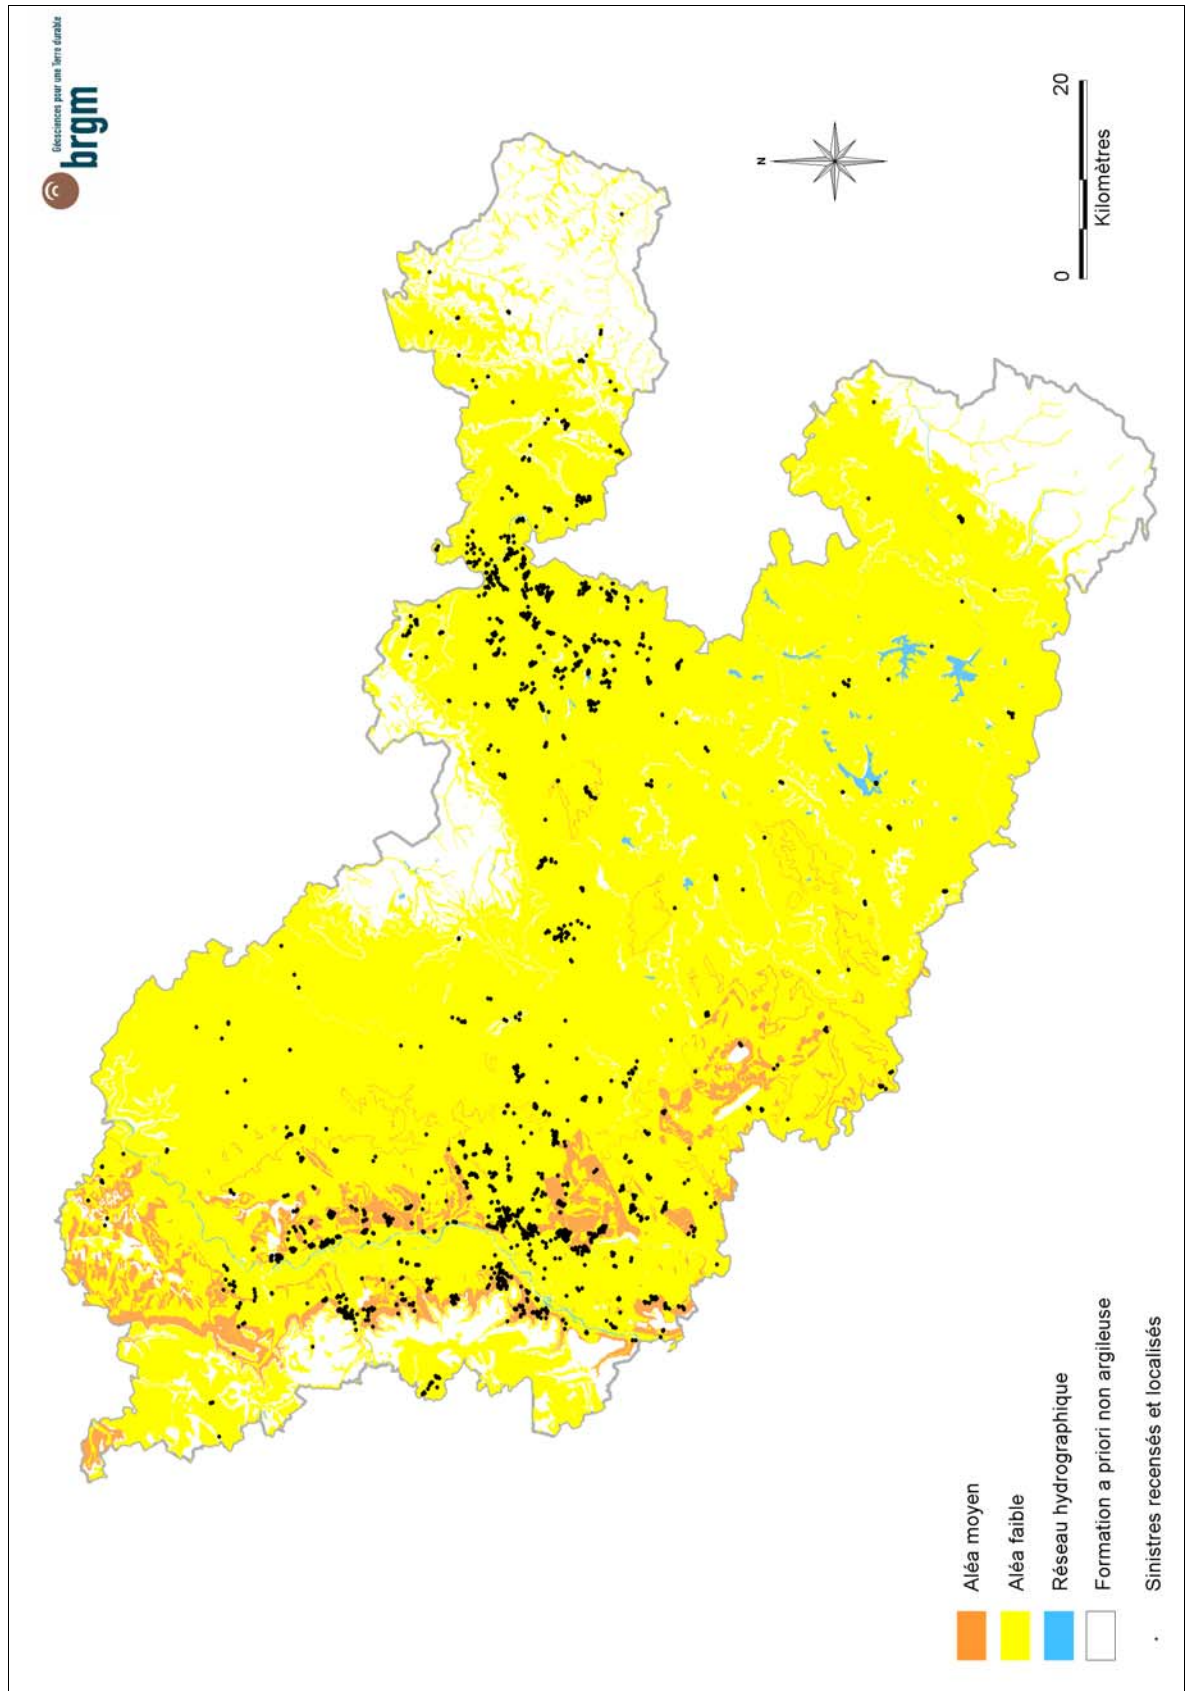 Géosciences pour une Terre durable
brgm
N
0
20
Kilomètres
Aléa moyen
Aléa faible
Réseau hydrographique
Formation a priori non argileuse
Sinistres recensés et localisés